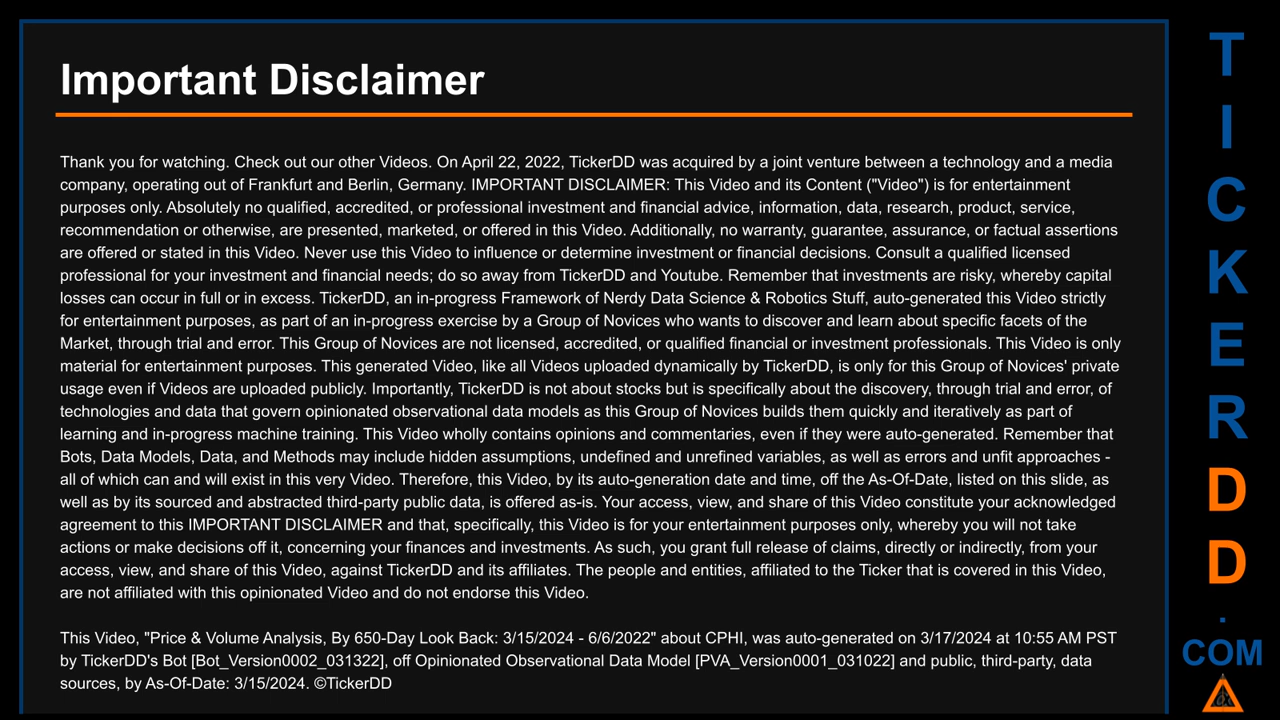 Important Disclaimer
Thank you for watching. Check out our other Videos. On April 22, 2022, TickerDD was acquired by a joint venture between a technology and a media
company, operating out of Frankfurt and Berlin, Germany. IMPORTANT DISCLAIMER: This Video and its Content ("Video") is for entertainment
purposes only. Absolutely no qualified, accredited, or professional investment and financial advice, information, data, research, product, service,
recommendation or otherwise, are presented, marketed, or offered in this Video. Additionally, no warranty, guarantee, assurance, or factual assertions
are offered or stated in this Video. Never use this Video to influence or determine investment or financial decisions. Consult a qualified licensed
professional for your investment and financial needs; do so away from TickerDD and Youtube. Remember that investments are risky, whereby capital
losses can occur in full or in excess. TickerDD, an in-progress Framework of Nerdy Data Science & Robotics Stuff, auto-generated this Video strictly
for entertainment purposes, as part of an in-progress exercise by a Group of Novices who wants to discover and learn about specific facets of the
Market, through trial and error. This Group of Novices are not licensed, accredited, or qualified financial or investment professionals. This Video is only
material for entertainment purposes. This generated Video, like all Videos uploaded dynamically by TickerDD, is only for this Group of Novices' private
usage even if Videos are uploaded publicly. Importantly, TickerDD is not about stocks but is specifically about the discovery, through trial and error, of
technologies and data that govern opinionated observational data models as this Group of Novices builds them quickly and iteratively as part of
learning and in-progress machine training. This Video wholly contains opinions and commentaries, even if they were auto-generated. Remember that
Bots, Data Models, Data, and Methods may include hidden assumptions, undefined and unrefined variables, as well as errors and unfit approaches -
all of which can and will exist in this very Video. Therefore, this Video, by its auto-generation date and time, off the As-Of-Date, listed on this slide, as
well as by its sourced and abstracted third-party public data, is offered as-is. Your access, view, and share of this Video constitute your acknowledged
agreement to this IMPORTANT DISCLAIMER and that, specifically, this Video is for your entertainment purposes only, whereby you will not take
actions or make decisions off it, concerning your finances and investments. As such, you grant full release of claims, directly or indirectly, from your
access, view, and share of this Video, against TickerDD and its affiliates. The people and entities, affiliated to the Ticker that is covered in this Video,
are not affiliated with this opinionated Video and do not endorse this Video.
This Video, "Price & Volume Analysis, By 650-Day Look Back: 3/15/2024 - 6/6/2022" about CPHI, was auto-generated on 3/17/2024 at 10:55 AM PST
by TickerDD's Bot [Bot_Version0002_031322], off Opinionated Observational Data Model [PVA_Version0001_031022] and public, third-party, data
sources, by As-Of-Date: 3/15/2024. ©TickerDD
T
I
C
K
E
R
D
D
.
COM